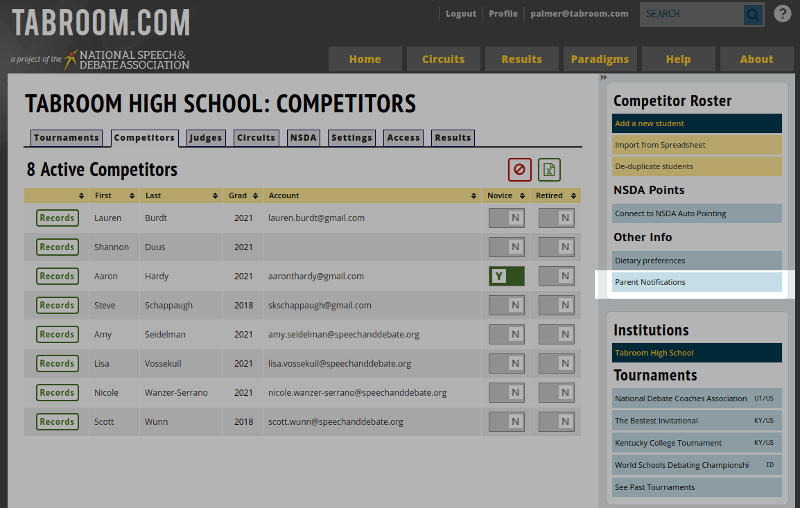 TABROOM.COM
Logout Profile palmer@tabroom.com SEARCH ?
a project of the NATIONAL SPEECH & DEBATE ASSOCIATION
Home Circuits Results Paradigms Help About
TABROOM HIGH SCHOOL: COMPETITORS
Tournaments Competitors Judges Circuits NSDA Settings Access Results
8 Active Competitors
First Last Grad Account Novice Retired
Records Lauren Burdt 2021 lauren.burdt@gmail.com N N
Records Shannon Duus 2021 N N
Records Aaron Hardy 2021 aaronthardy@gmail.com Y N
Records Steve Schappaugh 2018 skschappaugh@gmail.com N N
Records Amy Seidelman 2021 amy.seidelman@speechanddebate.org N N
Records Lisa Vossekuil 2021 lisa.vossekuil@speechanddebate.org N N
Records Nicole Wanzer-Serrano 2021 nicole.wanzer-serrano@speechanddebate.org N N
Records Scott Wunn 2018 scott.wunn@speechanddebate.org N N
Competitor Roster
Add a new student
Import from Spreadsheet
De-duplicate students
NSDA Points
Connect to NSDA Auto Pointing
Other Info
Dietary preferences
Parent Notifications
Institutions
Tabroom High School
Tournaments
National Debate Coaches Association UT/US
The Bestest Invitational KY/US
Kentucky College Tournament KY/US
World Schools Debating Championshi ID
See Past Tournaments